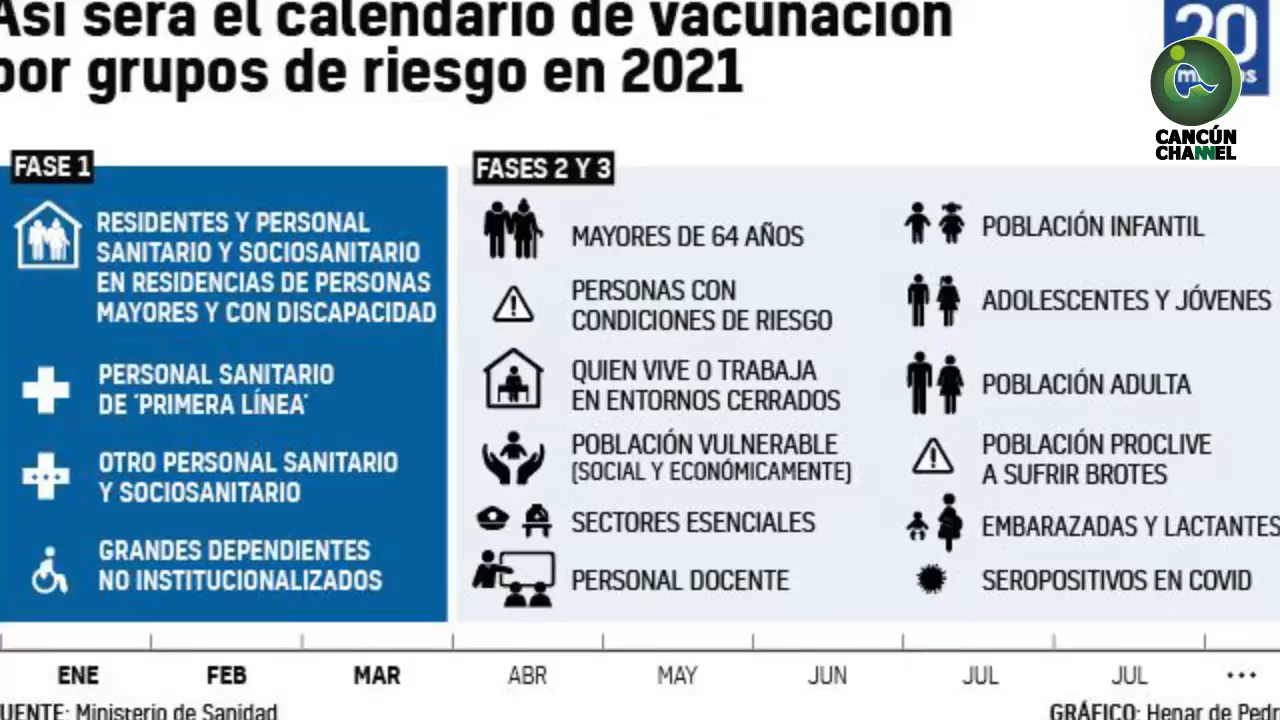 Así será el calendario de vacunación
por grupos de riesgo en 2021
20
CANCÚN
CHANNEL
FASE 1
RESIDENTES Y PERSONAL
SANITARIO Y SOCIOSANITARIO
EN RESIDENCIAS DE PERSONAS
MAYORES Y CON DISCAPACIDAD
PERSONAL SANITARIO
DE "PRIMERA LÍNEA"
OTRO PERSONAL SANITARIO
Y SOCIOSANITARIO
GRANDES DEPENDIENTES
NO INSTITUCIONALIZADOS
FASES 2 Y 3
MAYORES DE 64 AÑOS
PERSONAS CON
CONDICIONES DE RIESGO
QUIEN VIVE O TRABAJA
EN ENTORNOS CERRADOS
POBLACIÓN VULNERABLE
(SOCIAL Y ECONÓMICAMENTE)
SECTORES ESENCIALES
PERSONAL DOCENTE
POBLACIÓN INFANTIL
ADOLESCENTES Y JÓVENES
POBLACIÓN ADULTA
POBLACIÓN PROCLIVE
A SUFRIR BROTES
EMBARAZADAS Y LACTANTES
SEROPOSITIVOS EN COVID
ENE FEB MAR ABR MAY JUN JUL JUL ...
UENTE: Ministerio de Sanidad
GRÁFICO: Henar de Pedr